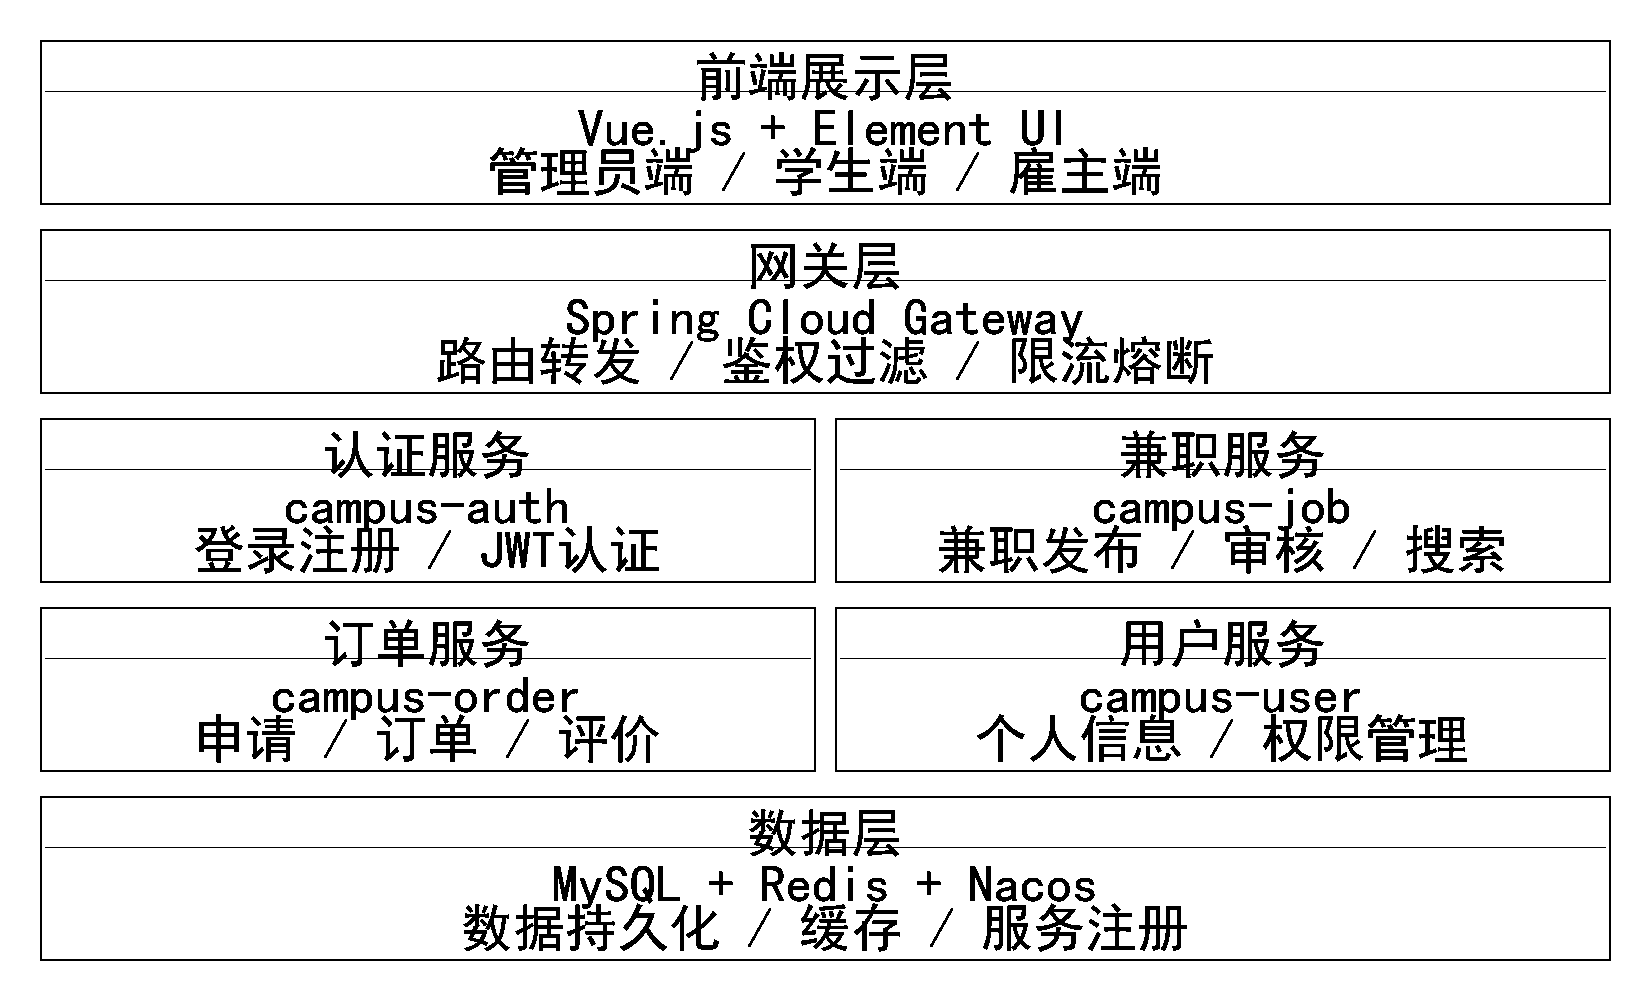 前端展示层
Vue.js + Element UI
管理员端 / 学生端 / 雇主端
网关层
Spring Cloud Gateway
路由转发 / 鉴权过滤 / 限流熔断
认证服务
campus-auth
登录注册 / JWT认证
兼职服务
campus-job
兼职发布 / 审核 / 搜索
订单服务
campus-order
申请 / 订单 / 评价
用户服务
campus-user
个人信息 / 权限管理
数据层
MySQL + Redis + Nacos
数据持久化 / 缓存 / 服务注册